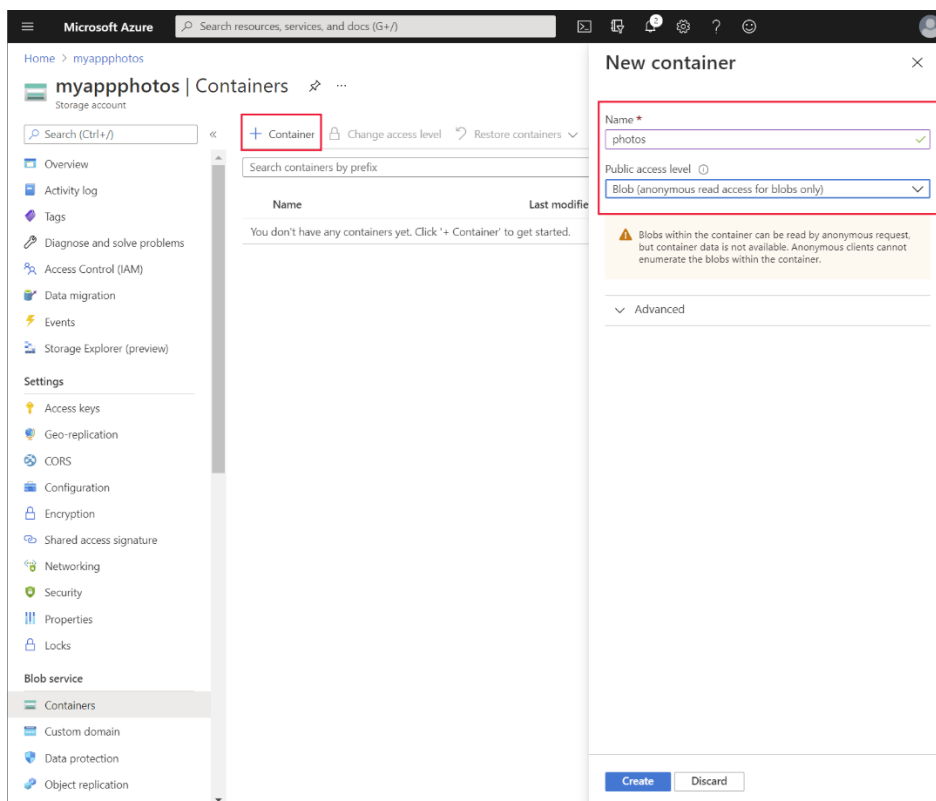 Microsoft Azure
Search resources, services, and docs (G+/)
2
Home > myappphotos
myappphotos | Containers
Storage account
Search (Ctrl+/)
Overview
Activity log
Tags
Diagnose and solve problems
Access Control (IAM)
Data migration
Events
Storage Explorer (preview)
Settings
Access keys
Geo-replication
CORS
Configuration
Encryption
Shared access signature
Networking
Security
Properties
Locks
Blob service
Containers
Custom domain
Data protection
Object replication
+ Container Change access level Restore containers
Search containers by prefix
Name Last modifie
You don't have any containers yet. Click '+ Container' to get started.
New container
Name *
photos
Public access level
Blob (anonymous read access for blobs only)
Blobs within the container can be read by anonymous request,
but container data is not available. Anonymous clients cannot
enumerate the blobs within the container.
Advanced
Create Discard